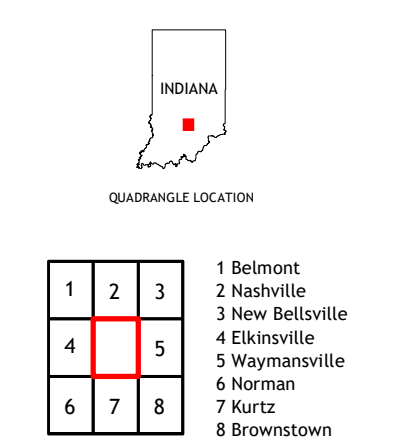 INDIANA
QUADRANGLE LOCATION
1 2 3
4 5
6 7 8
1 Belmont
2 Nashville
3 New Bellsville
4 Elkinsville
5 Waymansville
6 Norman
7 Kurtz
8 Brownstown